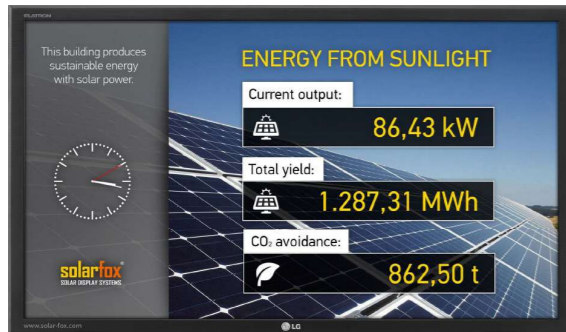 FLATRON
This building produces
sustainable energy
with solar power.
solarfox®
SOLAR DISPLAY SYSTEMS
www.solar-fox.com
ENERGY FROM SUNLIGHT
Current output:
86,43 kW
Total yield:
1.287,31 MWh
CO₂ avoidance:
862,50 t
LG